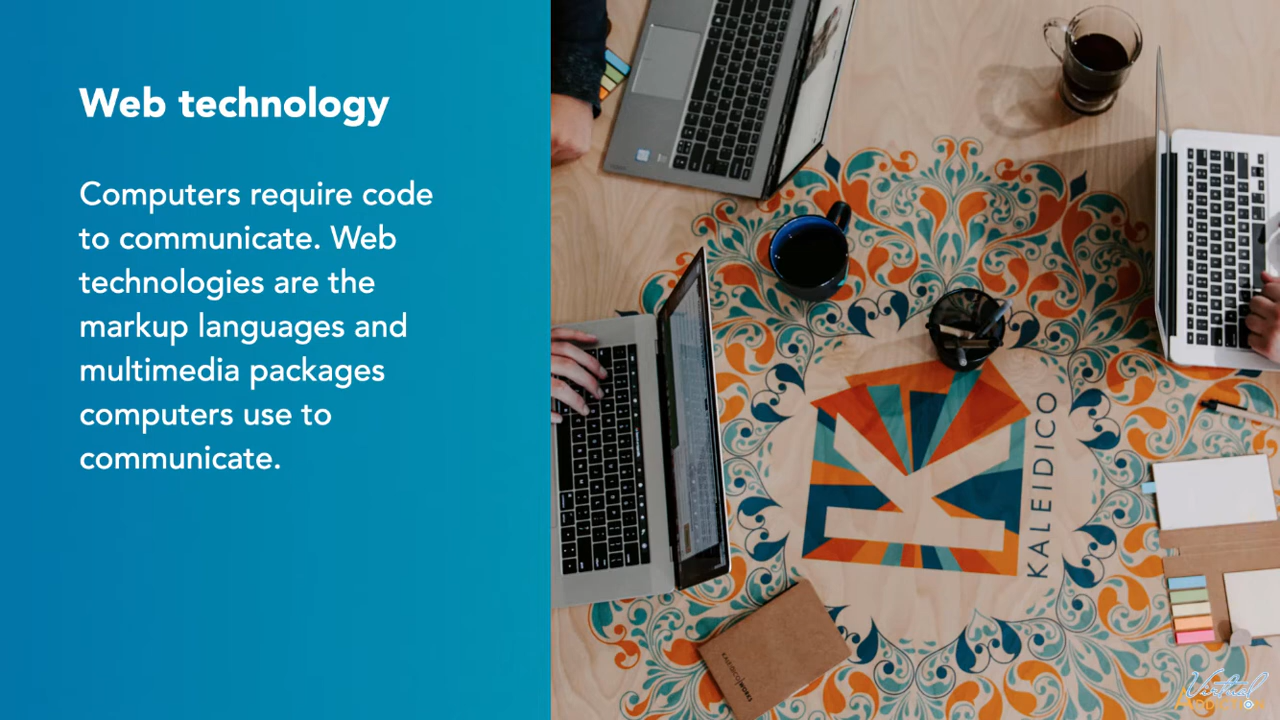 Web technology
Computers require code
to communicate. Web
technologies are the
markup languages and
multimedia packages
computers use to
communicate.
K
KALEIDICO
Virtual